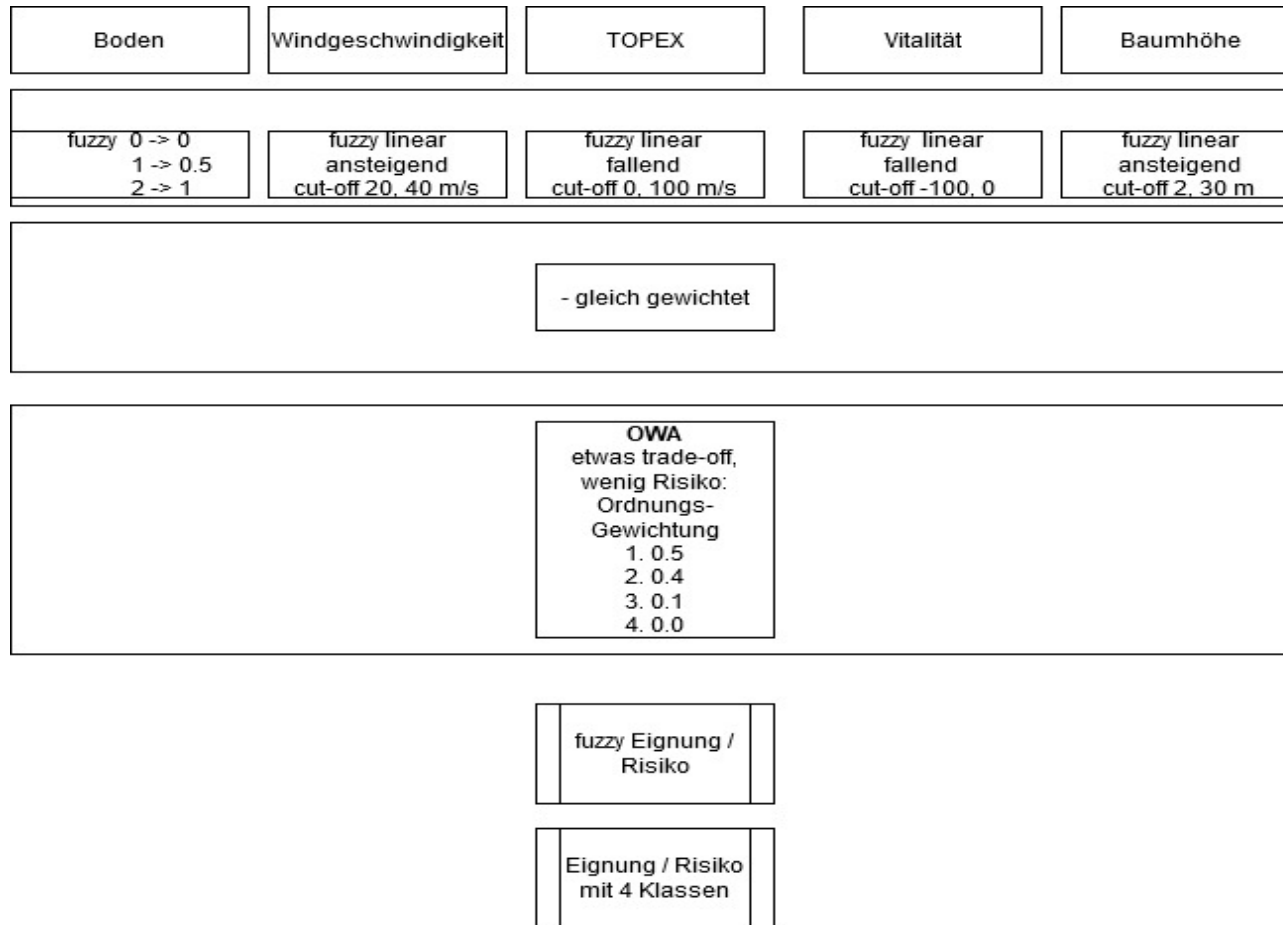 Boden
Windgeschwindigkeit
TOPEX
Vitalität
Baumhöhe
fuzzy 0 -> 0
1 -> 0.5
2 -> 1
fuzzy linear
ansteigend
cut-off 20, 40 m/s
fuzzy linear
fallend
cut-off 0, 100 m/s
fuzzy linear
fallend
cut-off -100, 0
fuzzy linear
ansteigend
cut-off 2, 30 m
- gleich gewichtet
OWA
etwas trade-off,
wenig Risiko:
Ordnungs-
Gewichtung
1. 0.5
2. 0.4
3. 0.1
4. 0.0
fuzzy Eignung /
Risiko
Eignung / Risiko
mit 4 Klassen